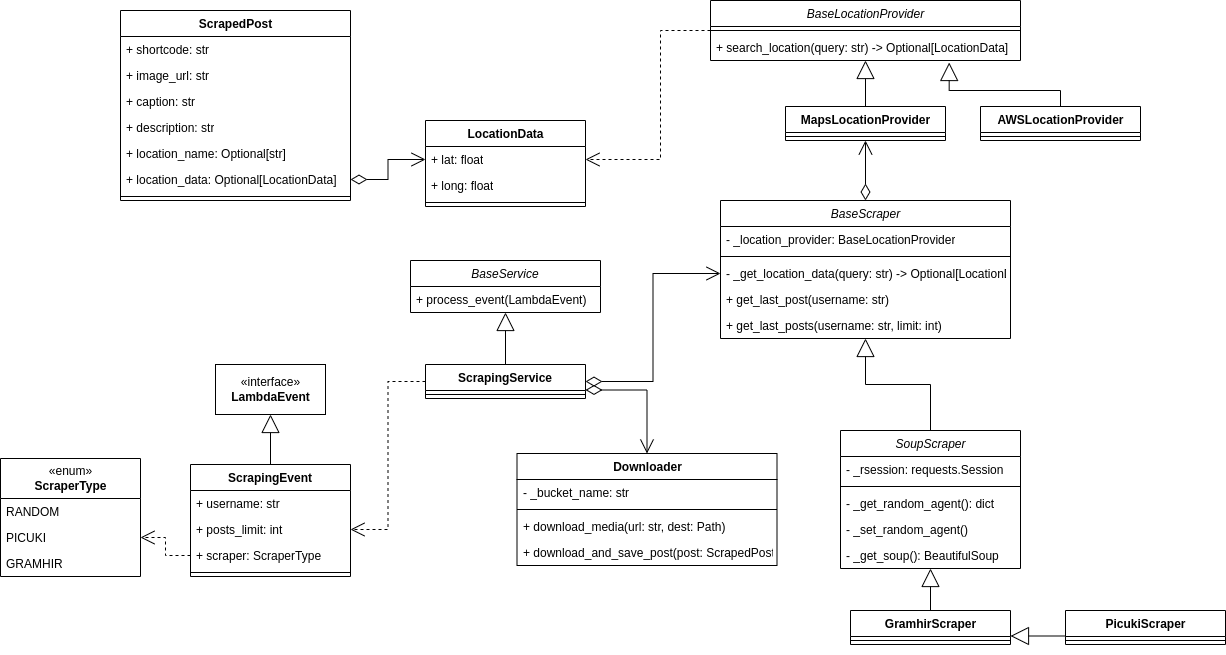 ScrapedPost
+ shortcode: str
+ image_url: str
+ caption: str
+ description: str
+ location_name: Optional[str]
+ location_data: Optional[LocationData]
LocationData
+ lat: float
+ long: float
BaseLocationProvider
+ search_location(query: str) -> Optional[LocationData]
MapsLocationProvider
AWSLocationProvider
BaseScraper
- _location_provider: BaseLocationProvider
- _get_location_data(query: str) -> Optional[Locationl
+ get_last_post(username: str)
+ get_last_posts(username: str, limit: int)
BaseService
+ process_event(LambdaEvent)
ScrapingService
«interface»
LambdaEvent
ScrapingEvent
+ username: str
+ posts_limit: int
+ scraper: ScraperType
«enum»
ScraperType
RANDOM
PICUKI
GRAMHIR
Downloader
- _bucket_name: str
+ download_media(url: str, dest: Path)
+ download_and_save_post(post: ScrapedPost
SoupScraper
- _rsession: requests.Session
- _get_random_agent(): dict
- _set_random_agent()
- _get_soup(): BeautifulSoup
GramhirScraper
PicukiScraper